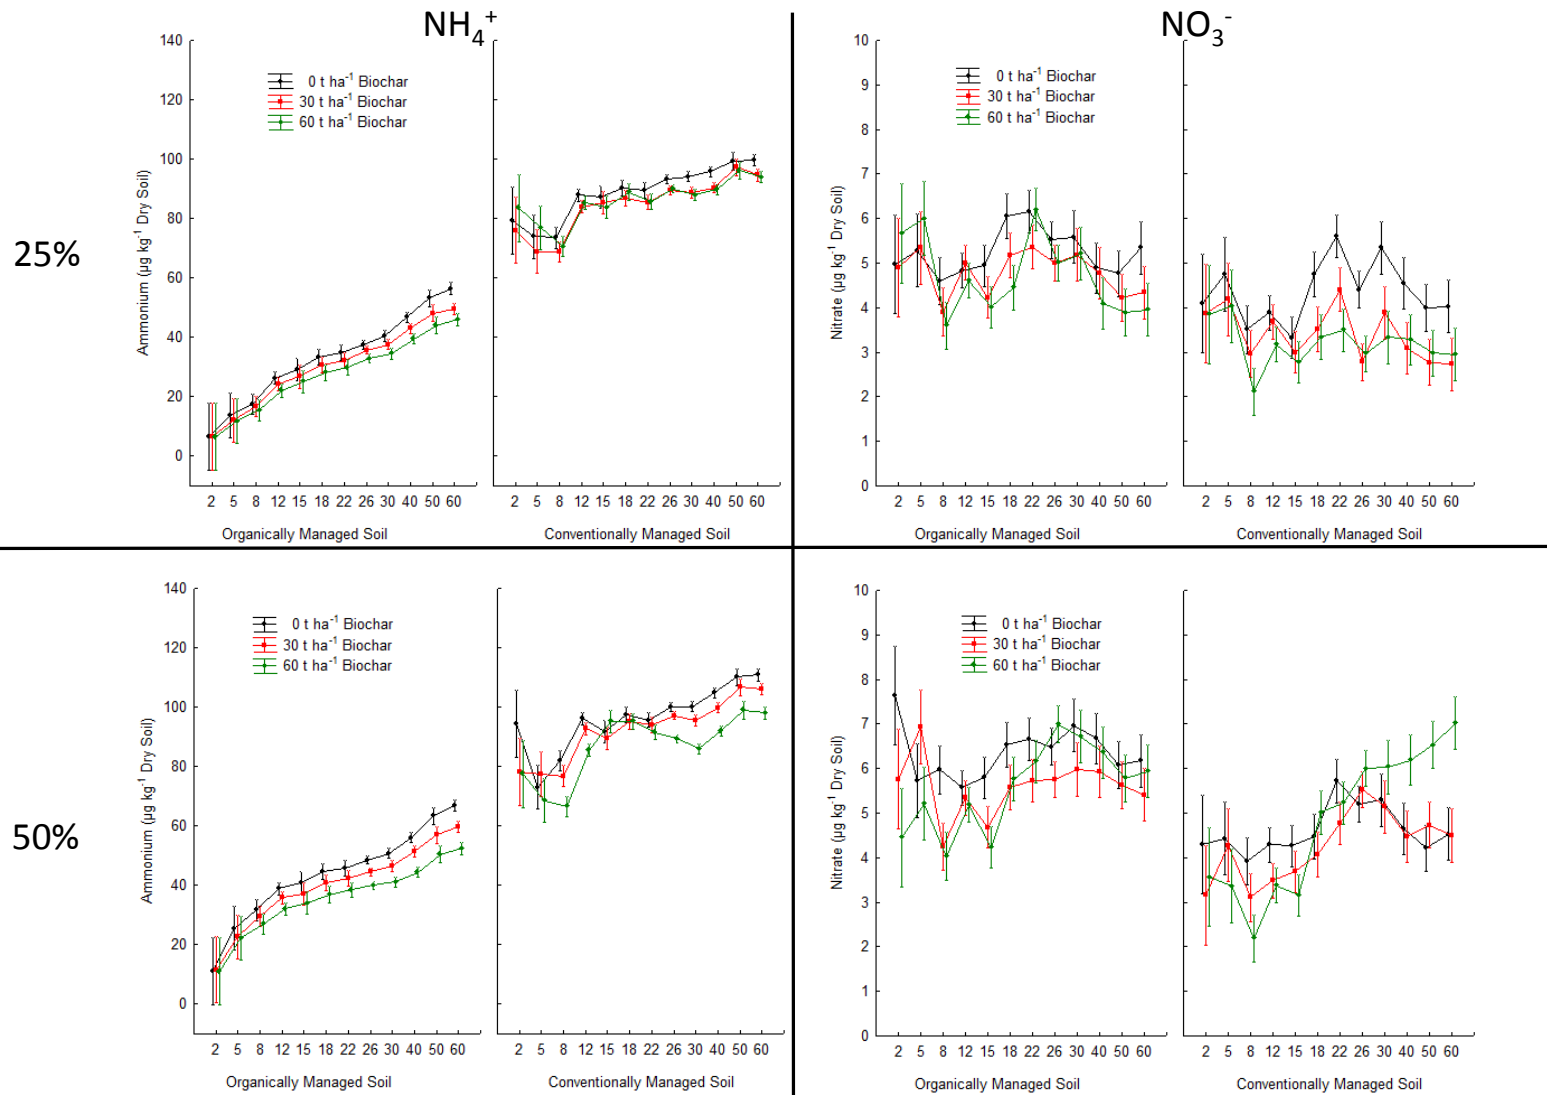 NH₄⁺
NO₃⁻
25%
Ammonium (µg kg⁻¹ Dry Soil)
140
120
100
80
60
40
20
0
0 t ha⁻¹ Biochar
30 t ha⁻¹ Biochar
60 t ha⁻¹ Biochar
2 5 8 12 15 18 22 26 30 40 50 60
2 5 8 12 15 18 22 26 30 40 50 60
Organically Managed Soil
Conventionally Managed Soil
Nitrate (µg kg⁻¹ Dry Soil)
10
9
8
7
6
5
4
3
2
1
0
0 t ha⁻¹ Biochar
30 t ha⁻¹ Biochar
60 t ha⁻¹ Biochar
2 5 8 12 15 18 22 26 30 40 50 60
2 5 8 12 15 18 22 26 30 40 50 60
Organically Managed Soil
Conventionally Managed Soil
50%
Ammonium (µg kg⁻¹ Dry Soil)
140
120
100
80
60
40
20
0
0 t ha⁻¹ Biochar
30 t ha⁻¹ Biochar
60 t ha⁻¹ Biochar
2 5 8 12 15 18 22 26 30 40 50 60
2 5 8 12 15 18 22 26 30 40 50 60
Organically Managed Soil
Conventionally Managed Soil
Nitrate (µg kg⁻¹ Dry Soil)
10
9
8
7
6
5
4
3
2
1
0
0 t ha⁻¹ Biochar
30 t ha⁻¹ Biochar
60 t ha⁻¹ Biochar
2 5 8 12 15 18 22 26 30 40 50 60
2 5 8 12 15 18 22 26 30 40 50 60
Organically Managed Soil
Conventionally Managed Soil